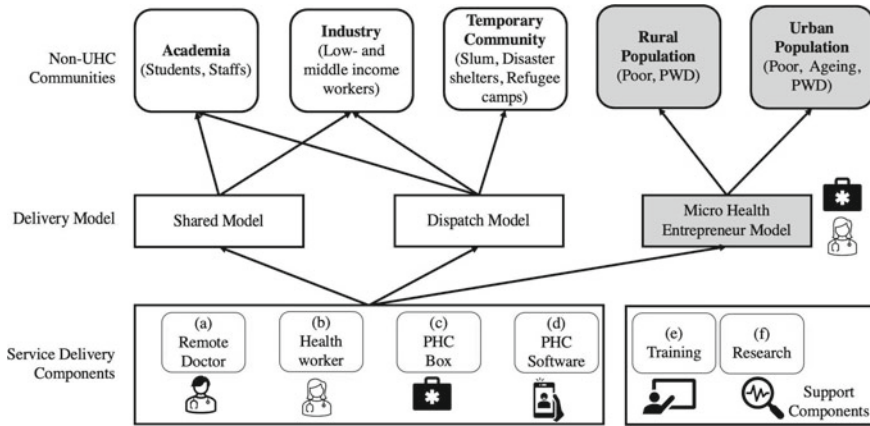 Non-UHC
Communities
Academia
(Students, Staffs)
Industry
(Low- and
middle income
workers)
Temporary
Community
(Slum, Disaster
shelters, Refugee
camps)
Rural
Population
(Poor, PWD)
Urban
Population
(Poor, Ageing,
PWD)
Delivery Model
Shared Model
Dispatch Model
Micro Health
Entrepreneur Model
Service Delivery
Components
(a)
Remote
Doctor
(b)
Health
worker
(c)
PHC
Box
(d)
PHC
Software
(e)
Training
(f)
Research
Support
Components